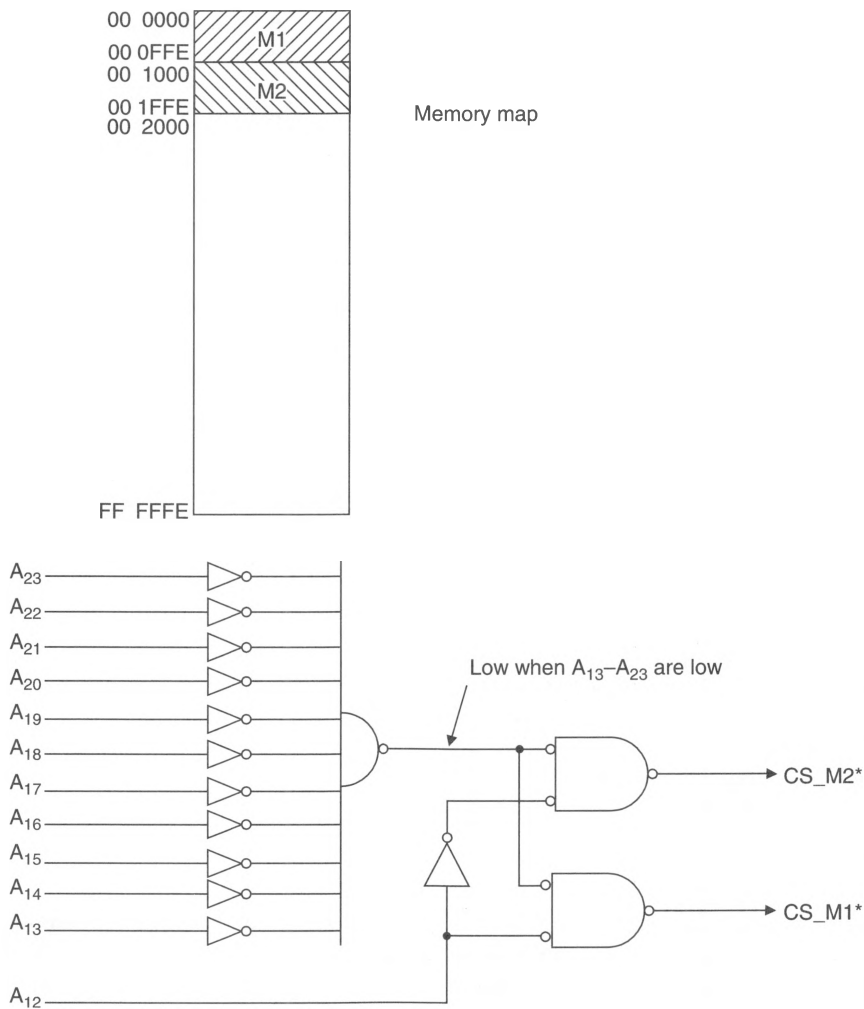 00 0000
M1
00 0FFE
00 1000
M2
00 1FFE
00 2000
Memory map
FF FFFE
A23
A22
A21
A20
A19
A18
A17
A16
A15
A14
A13
A12
Low when A13–A23 are low
CS_M2*
CS_M1*